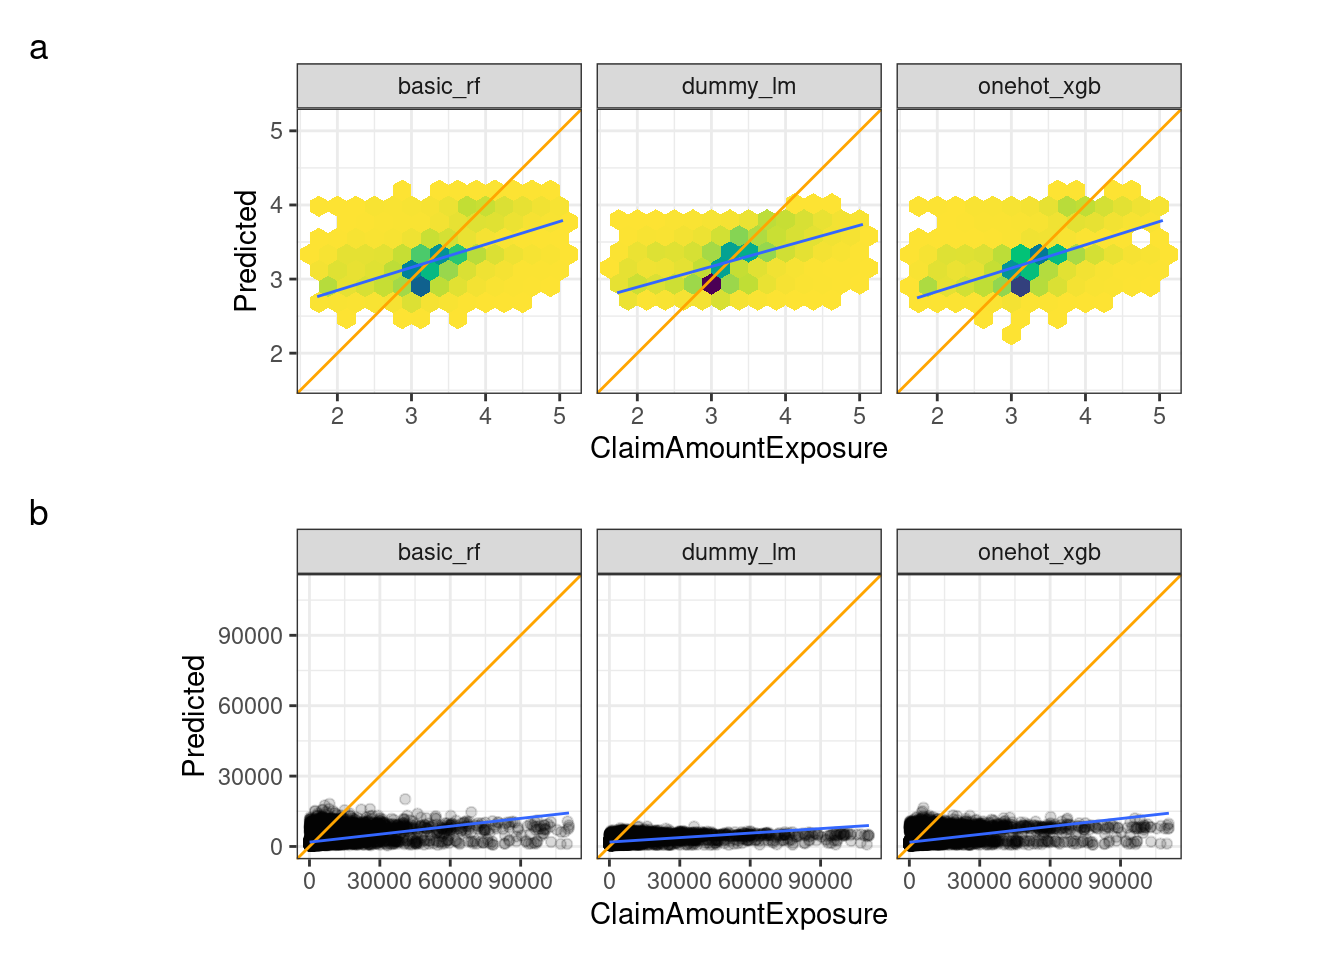 a
basic_rf dummy_lm onehot_xgb
5
4
3
2
Predicted
2 3 4 5 2 3 4 5 2 3 4 5
ClaimAmountExposure
b
basic_rf dummy_lm onehot_xgb
90000
60000
30000
0
Predicted
0 30000 60000 90000 0 30000 60000 90000 0 30000 60000 90000
ClaimAmountExposure